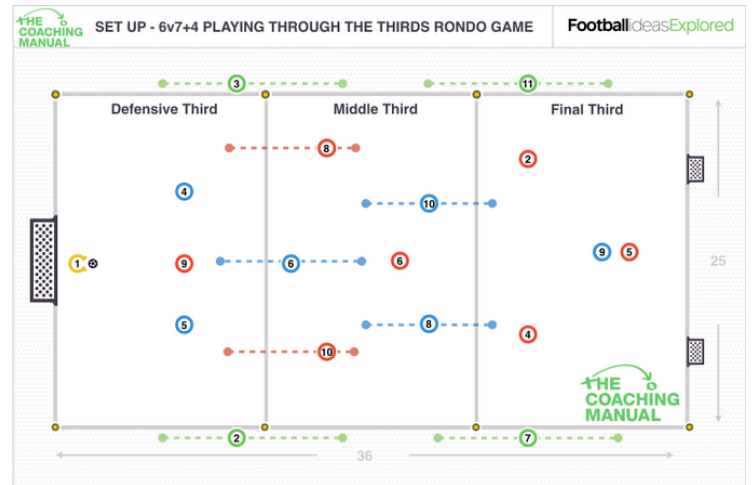 THE
COACHING
MANUAL
SET UP - 6v7+4 PLAYING THROUGH THE THIRDS RONDO GAME
FootballideasExplored
3
11
Defensive Third
Middle Third
Final Third
8
2
4
10
1
9
6
6
9
5
25
5
8
4
10
THE
COACHING
MANUAL
2
7
36